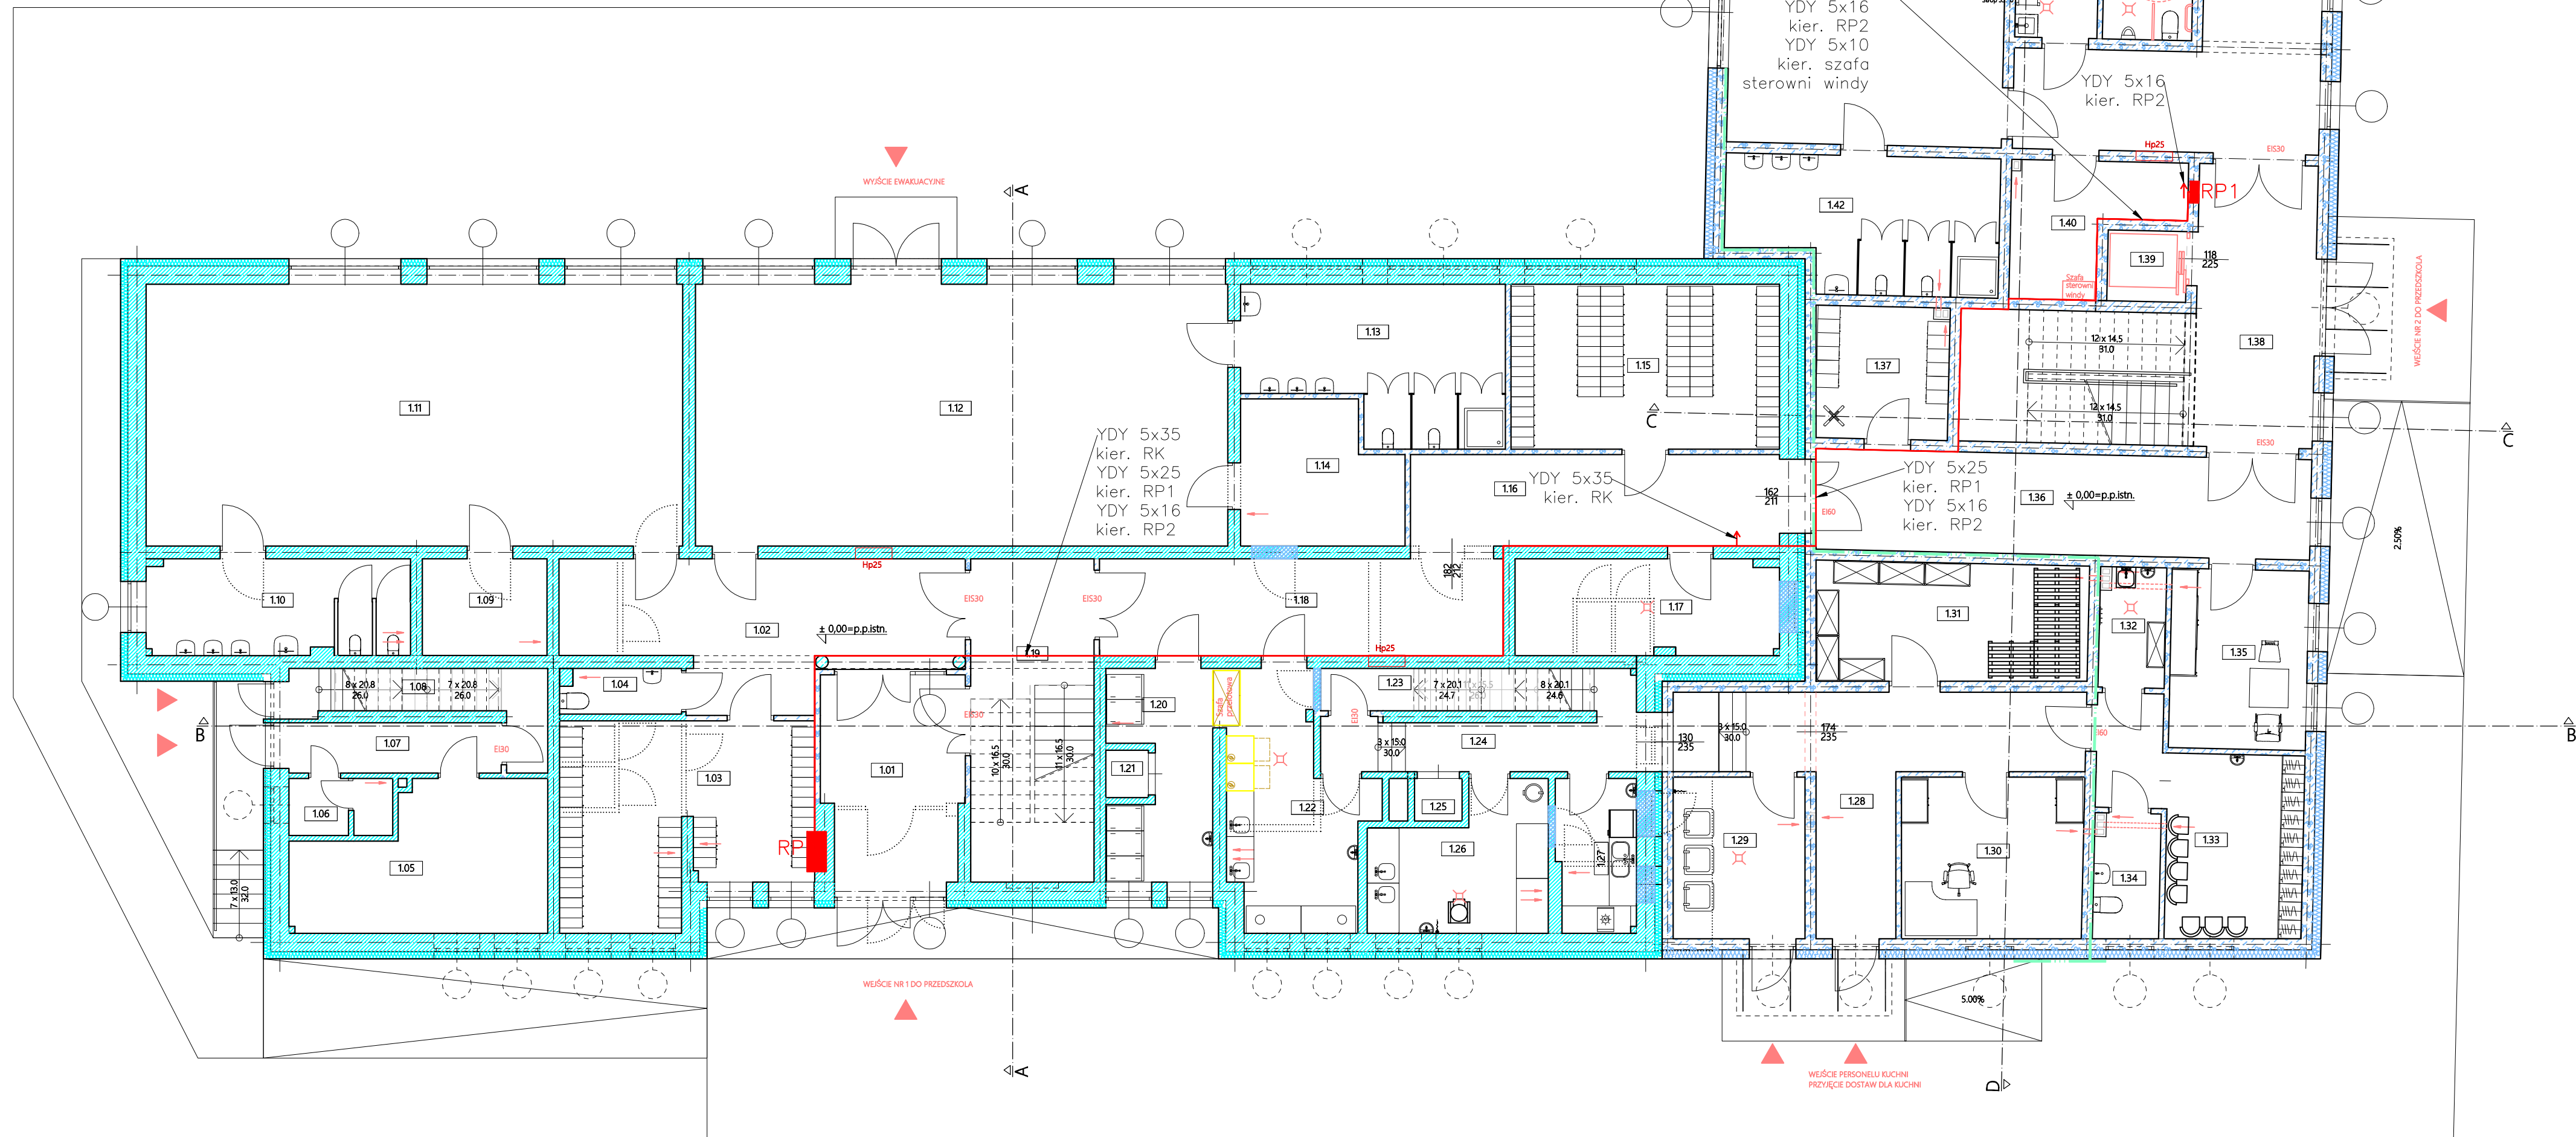 YDY 5x16
kier. RP2
YDY 5x10
kier. szafa
sterowni windy
YDY 5x16
kier. RP2
Hp25
EIS30
RP1
WYJŚCIE EWAKUACYJNE
A
1.42
1.40
1.39
118
225
Szafa
sterowni
windy
WEJŚCIE NR 2 DO PRZEDSZKOLA
1.13
1.15
1.37
12 x 14.5
31.0
1.38
12 x 14.5
31.0
C
C
1.11
1.12
YDY 5x35
kier. RK
YDY 5x25
kier. RP1
YDY 5x16
kier. RP2
1.14
1.16
YDY 5x35
kier. RK
162
211
EI60
YDY 5x25
kier. RP1
YDY 5x16
kier. RP2
1.36
± 0,00=p.p.istn.
EIS30
2.50%
Hp25
182
212
1.10
1.09
1.02
± 0,00=p.p.istn.
EIS30
EIS30
1.18
1.17
1.31
1.32
1.35
1.19
Hp25
8 x 20.8
26.0
1.08
7 x 20.8
26.0
1.04
1.23
7 x 20.1
24.7
8 x 20.1
24.6
B
1.07
EI30
1.03
1.01
EIS30
10 x 16.5
30.0
11 x 16.5
30.0
1.20
Szafa
przelotowa
1.21
EI30
3 x 15.0
30.0
1.24
130
235
3 x 15.0
30.0
174
235
B
1.06
1.05
7 x 13.0
32.0
RP
1.22
1.25
1.26
1.27
1.29
1.28
1.30
1.33
1.34
WEJŚCIE NR 1 DO PRZEDSZKOLA
5.00%
A
WEJŚCIE PERSONELU KUCHNI
PRZYJĘCIE DOSTAW DLA KUCHNI
D